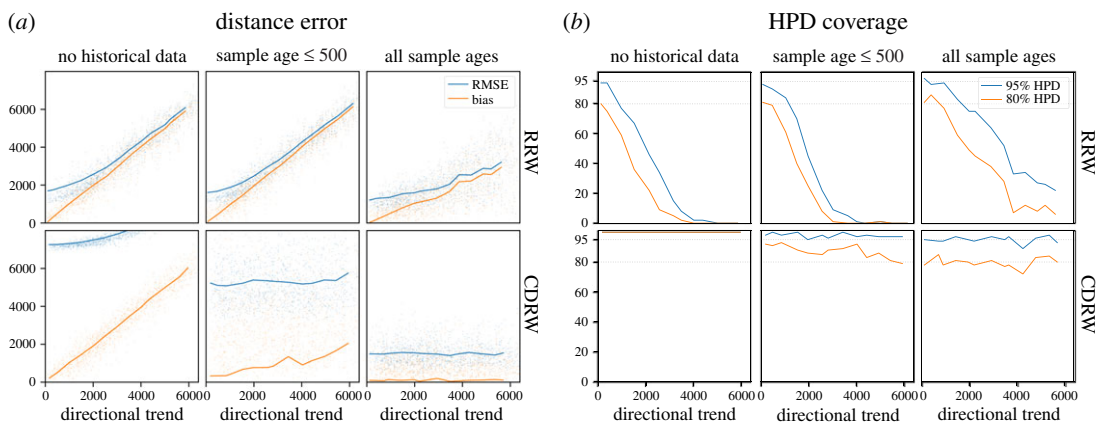 (a) distance error
no historical data sample age ≤ 500 all sample ages
RMSE
bias
6000
4000
2000
0
RRW
6000
4000
2000
0
CDRW
0 2000 4000 6000 0 2000 4000 6000 0 2000 4000 6000
directional trend directional trend directional trend
(b) HPD coverage
no historical data sample age ≤ 500 all sample ages
95% HPD
80% HPD
95
80
60
40
20
0
RRW
95
80
60
40
20
0
CDRW
0 2000 4000 6000 0 2000 4000 6000 0 2000 4000 6000
directional trend directional trend directional trend